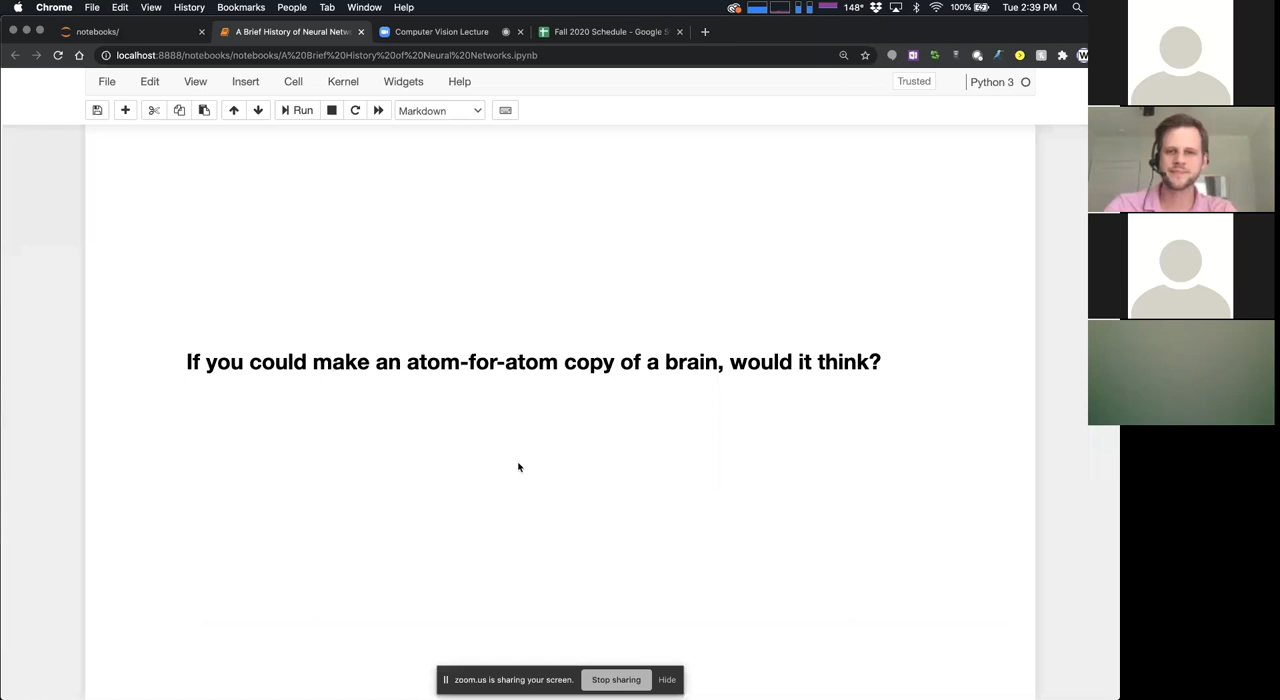 Chrome File Edit View History Bookmarks People Tab Window Help 148° 100% Tue 2:39 PM
notebooks/ A Brief History of Neural Netw Computer Vision Lecture Fall 2020 Schedule - Google S
localhost:8888/notebooks/notebooks/A%20Brief%20History%20of%20Neural%20Networks.ipynb
File Edit View Insert Cell Kernel Widgets Help Trusted Python 3
Run Markdown
If you could make an atom-for-atom copy of a brain, would it think?
zoom.us is sharing your screen. Stop sharing Hide